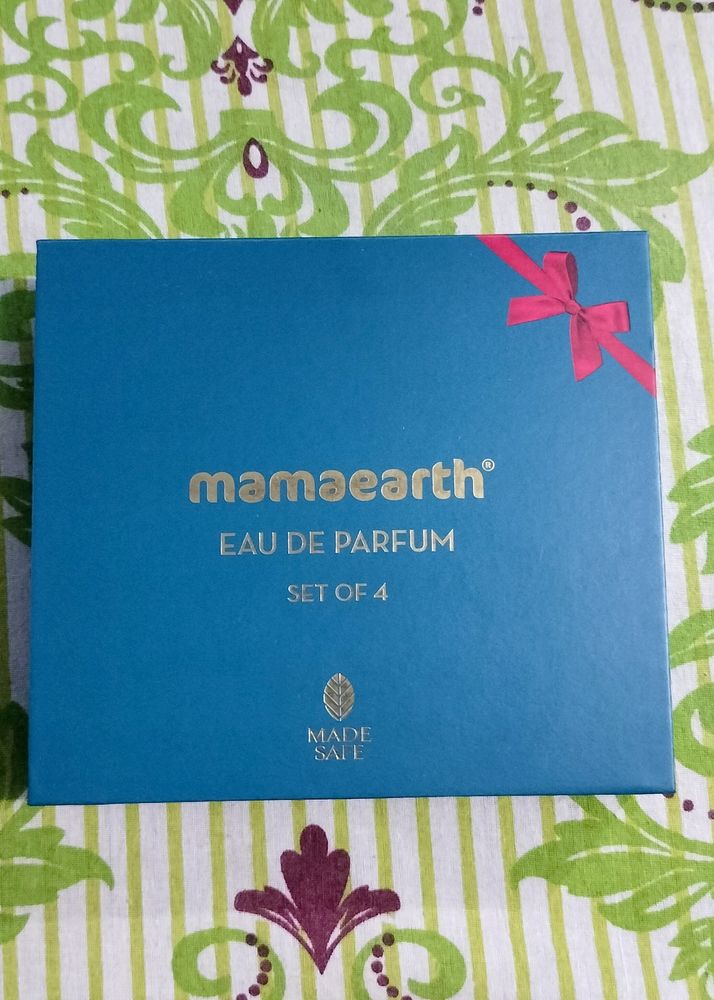 mamaearth®
EAU DE PARFUM
SET OF 4
MADE
SAFE